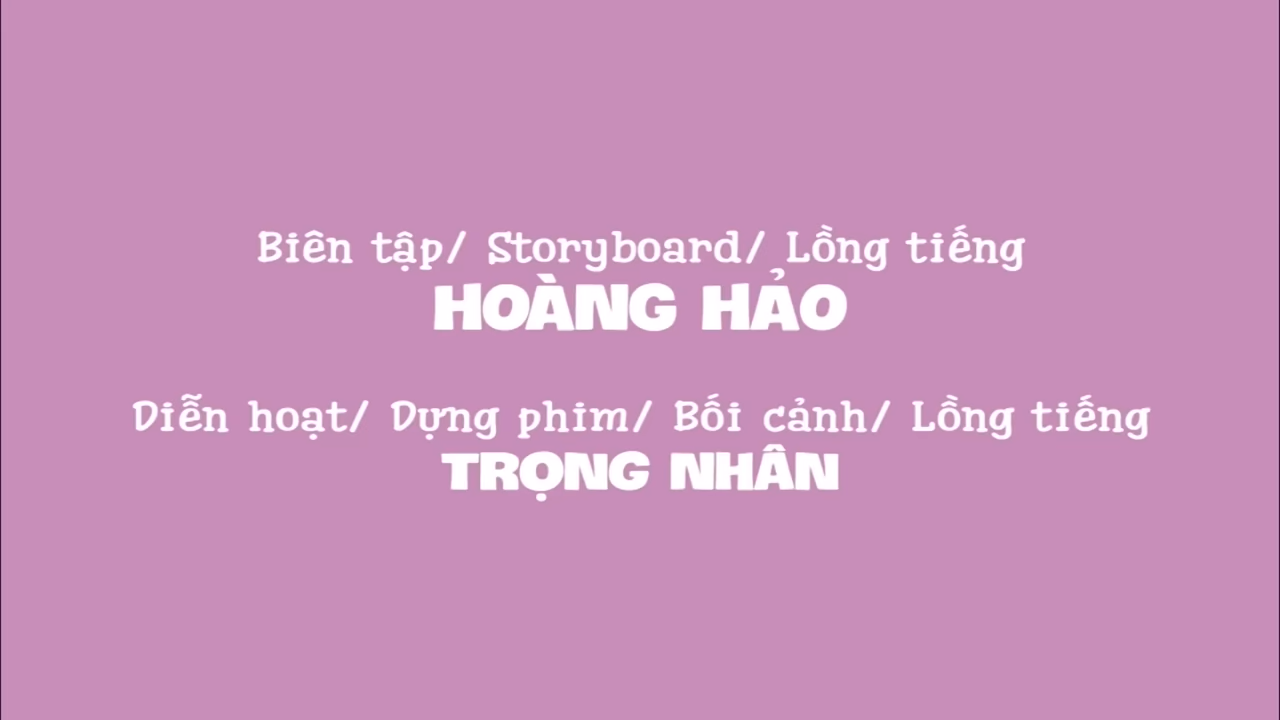 Biên tập/ Storyboard/ Lồng tiếng
HOÀNG HẢO
Diễn hoạt/ Dựng phim/ Bối cảnh/ Lồng tiếng
TRỌNG NHÂN